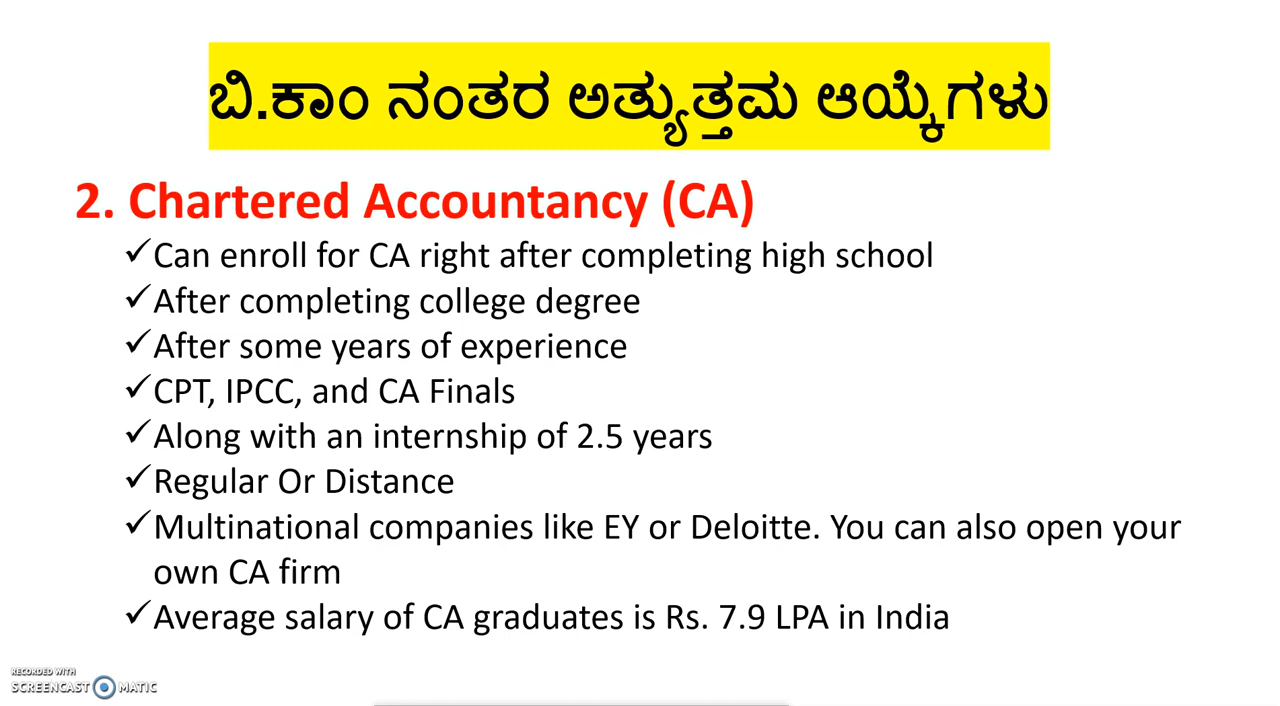 ಬಿ.ಕಾಂ ನಂತರ ಅತ್ಯುತ್ತಮ ಆಯ್ಕೆಗಳು
2. Chartered Accountancy (CA)
✓Can enroll for CA right after completing high school
✓After completing college degree
✓After some years of experience
✓CPT, IPCC, and CA Finals
✓Along with an internship of 2.5 years
✓Regular Or Distance
✓Multinational companies like EY or Deloitte. You can also open your
own CA firm
✓Average salary of CA graduates is Rs. 7.9 LPA in India
RECORDED WITH
SCREENCAST MATIC